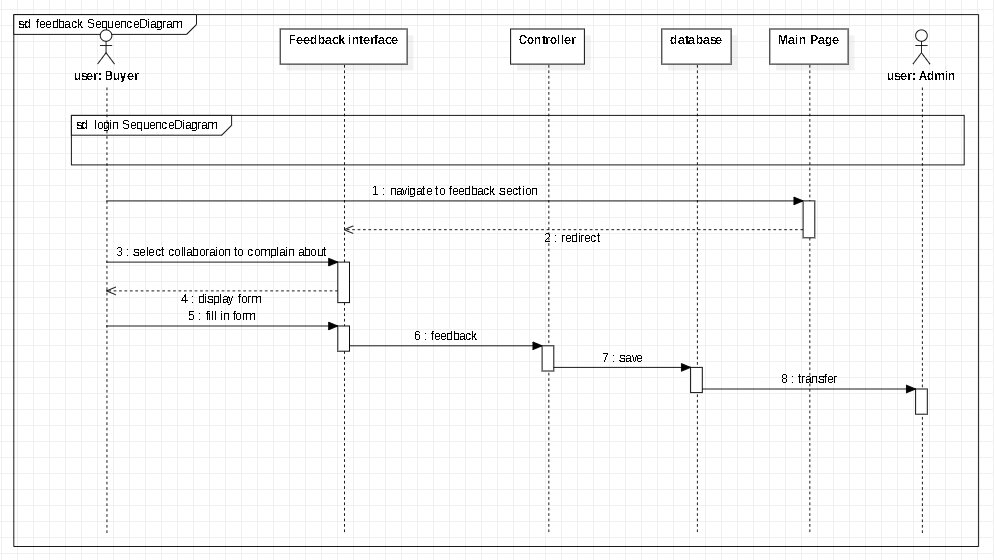 sd feedback SequenceDiagram
Feedback interface
Controller
database
Main Page
user: Buyer
user: Admin
sd login SequenceDiagram
1 : navigate to feedback section
2 : redirect
3 : select collaboraion to complain about
4 : display form
5 : fill in form
6 : feedback
7 : save
8 : transfer